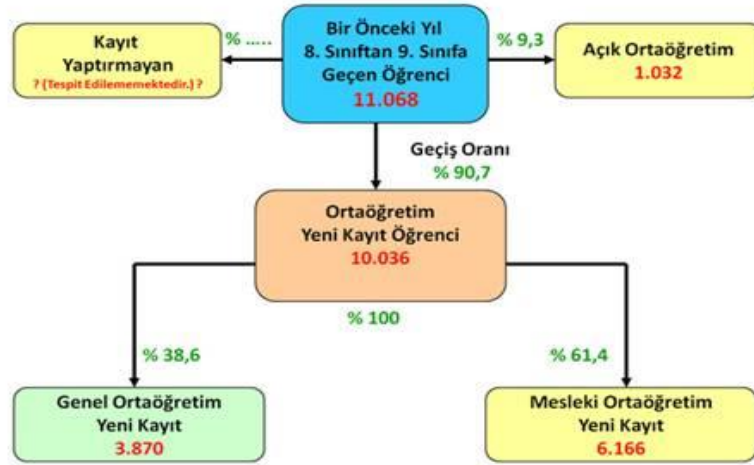 Kayıt
Yaptırmayan
? (Tespit Edilememektedir.) ?
% .....
Bir Önceki Yıl
8. Sınıftan 9. Sınıfa
Geçen Öğrenci
11.068
% 9,3
Açık Ortaöğretim
1.032
Geçiş Oranı
% 90,7
Ortaöğretim
Yeni Kayıt Öğrenci
10.036
% 100
% 38,6
% 61,4
Genel Ortaöğretim
Yeni Kayıt
3.870
Mesleki Ortaöğretim
Yeni Kayıt
6.166